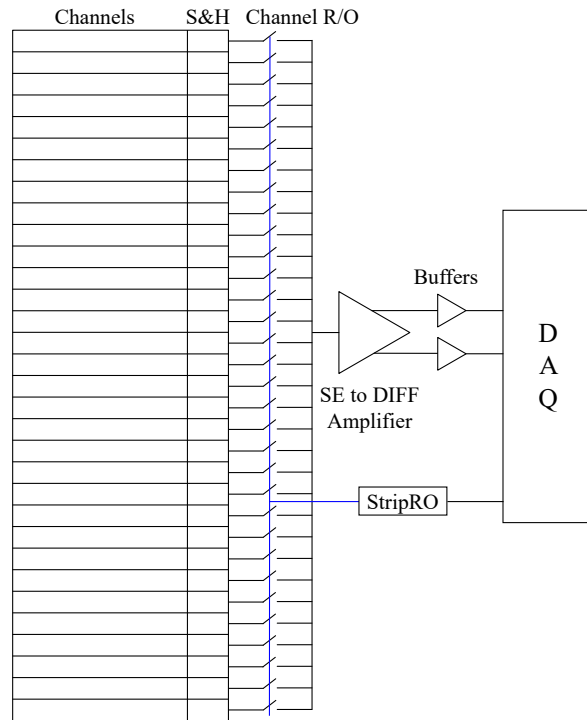 Channels
S&H
Channel R/O
Buffers
D
A
Q
SE to DIFF
Amplifier
StripRO